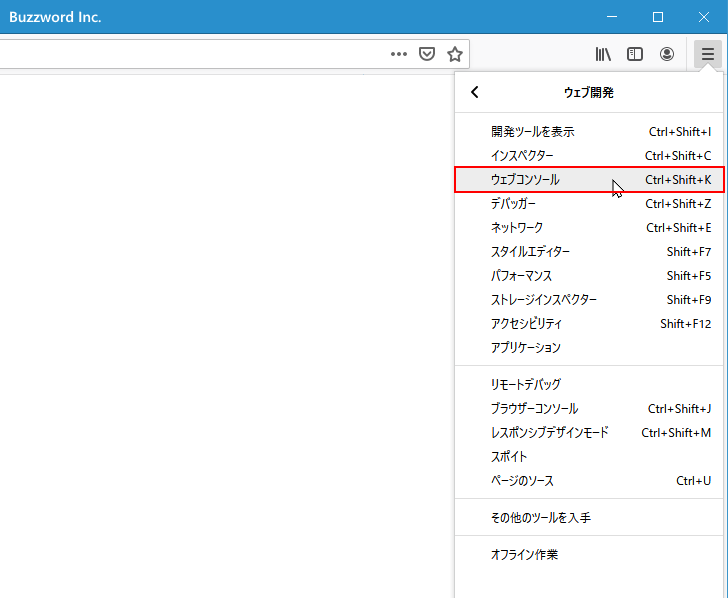 Buzzword Inc.
ウェブ開発
開発ツールを表示 Ctrl+Shift+I
インスペクター Ctrl+Shift+C
ウェブコンソール Ctrl+Shift+K
デバッガー Ctrl+Shift+Z
ネットワーク Ctrl+Shift+E
スタイルエディター Shift+F7
パフォーマンス Shift+F5
ストレージインスペクター Shift+F9
アクセシビリティ Shift+F12
アプリケーション
リモートデバッグ
ブラウザーコンソール Ctrl+Shift+J
レスポンシブデザインモード Ctrl+Shift+M
スポイト
ページのソース Ctrl+U
その他のツールを入手
オフライン作業